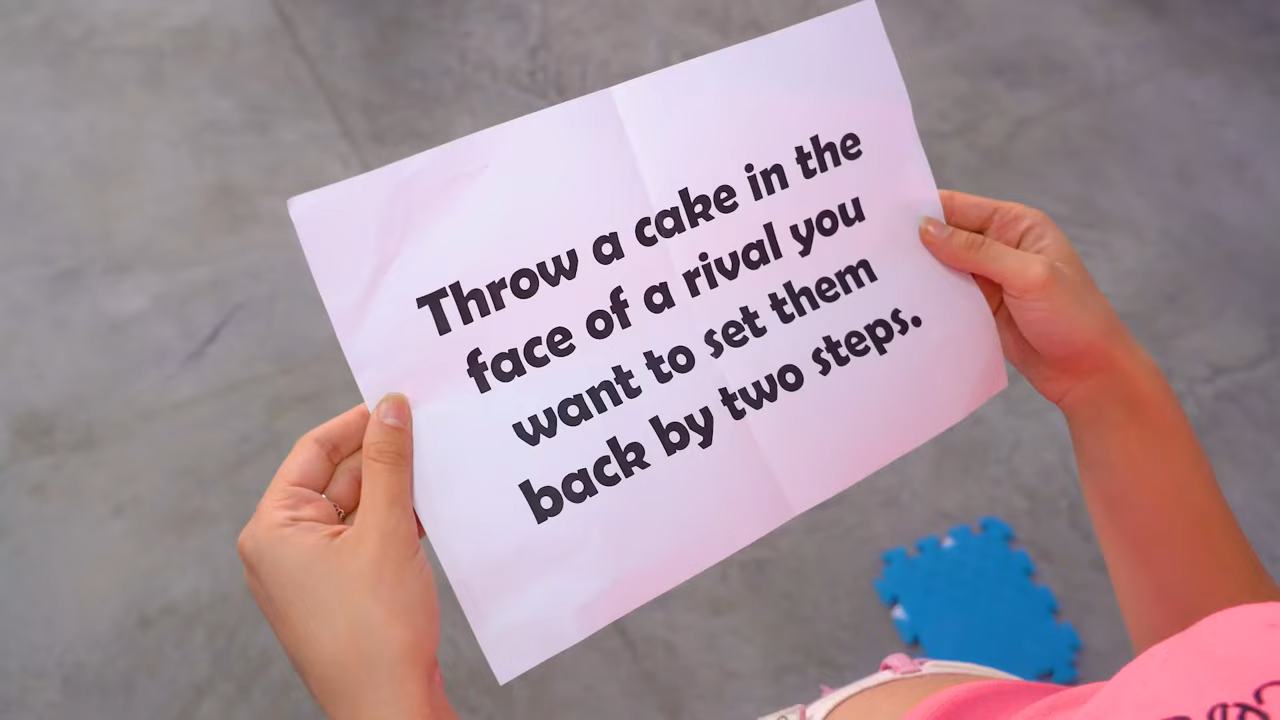 Throw a cake in the
face of a rival you
want to set them
back by two steps.